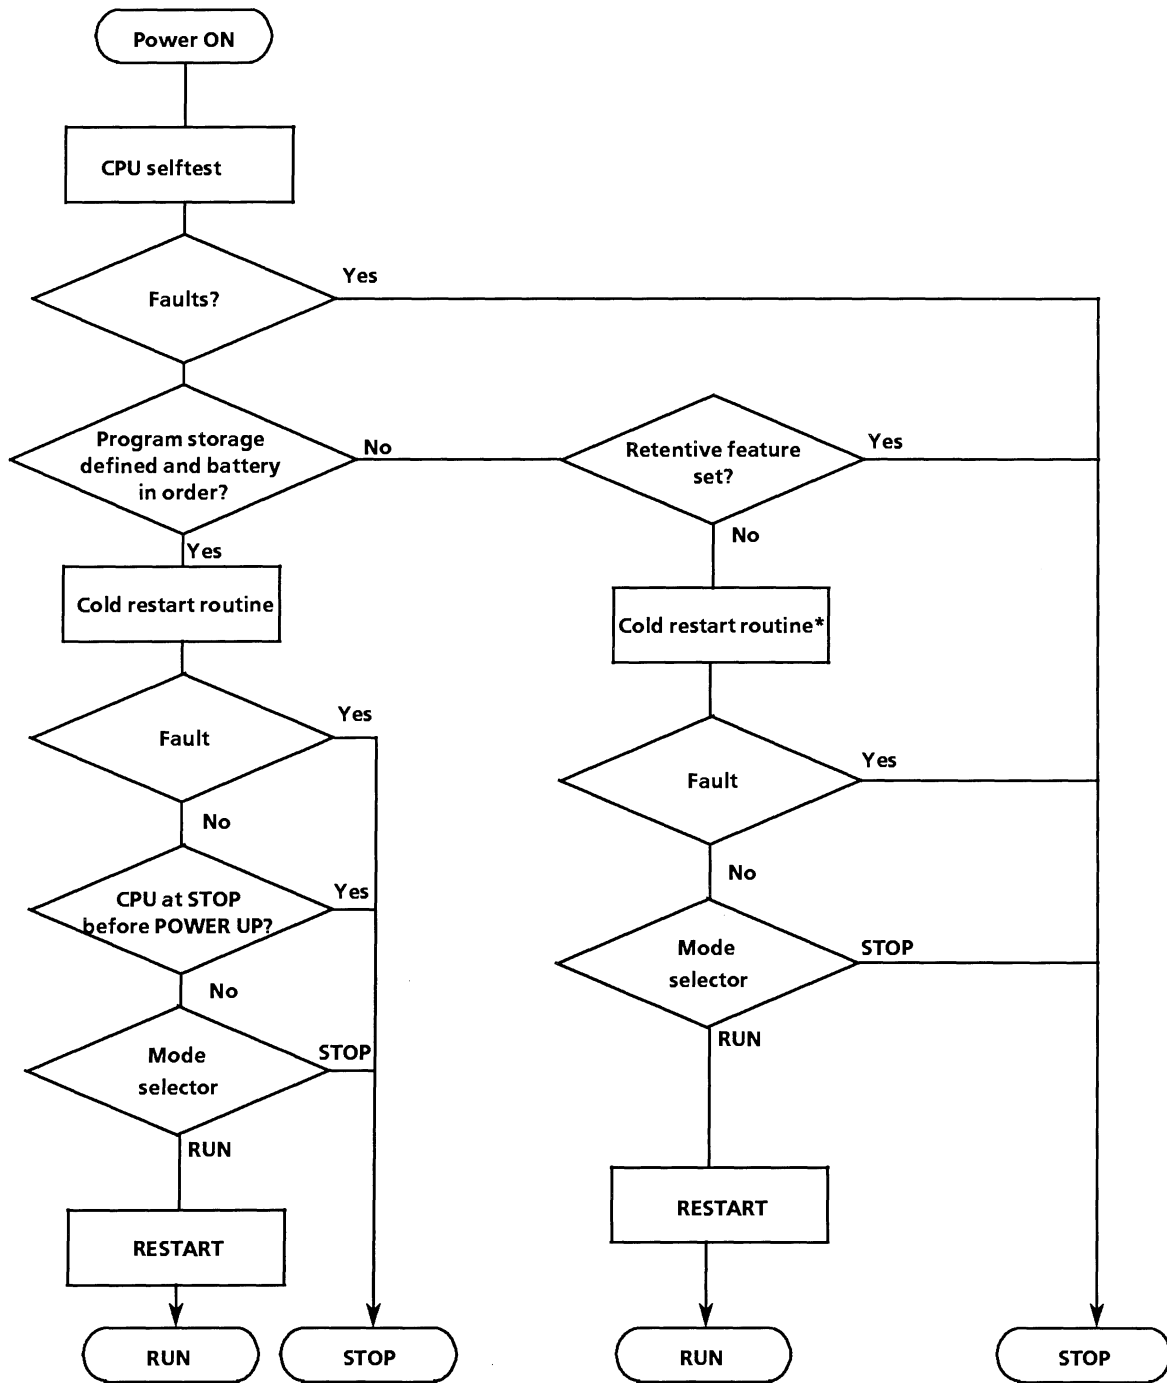 Power ON
CPU selftest
Faults?
Yes
Program storage
defined and battery
in order?
No
Yes
Retentive feature
set?
Yes
No
Cold restart routine
Cold restart routine*
Fault
Yes
No
Fault
Yes
No
CPU at STOP
before POWER UP?
Yes
No
Mode
selector
STOP
RUN
Mode
selector
STOP
RUN
RESTART
RESTART
RUN
STOP
RUN
STOP